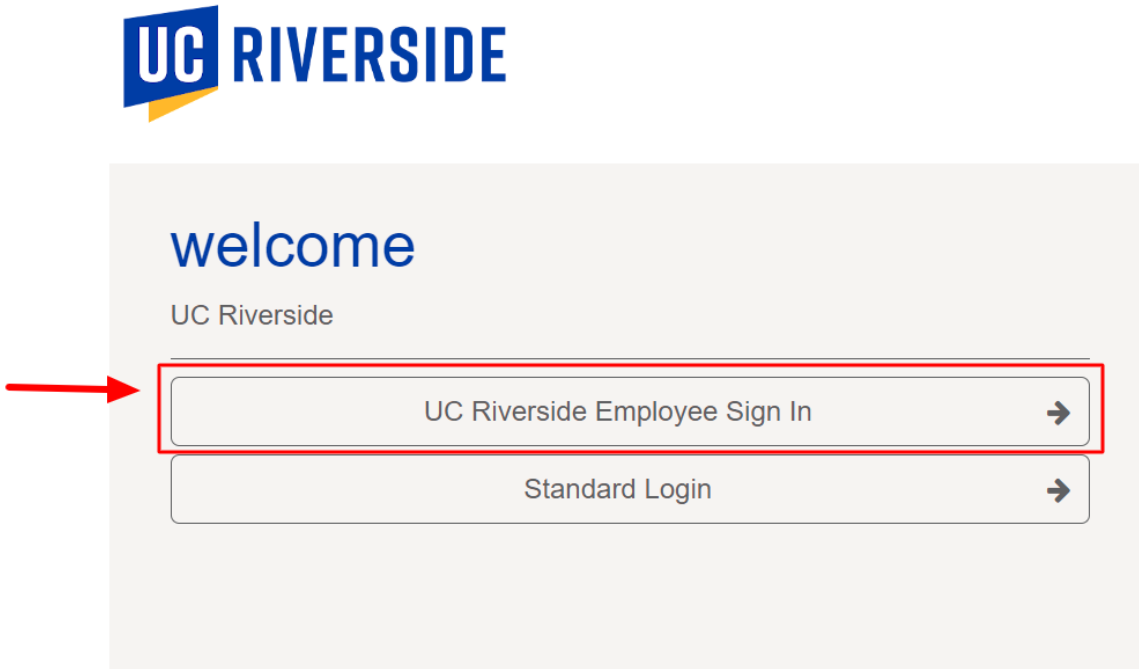 UC RIVERSIDE
welcome
UC Riverside
UC Riverside Employee Sign In
Standard Login